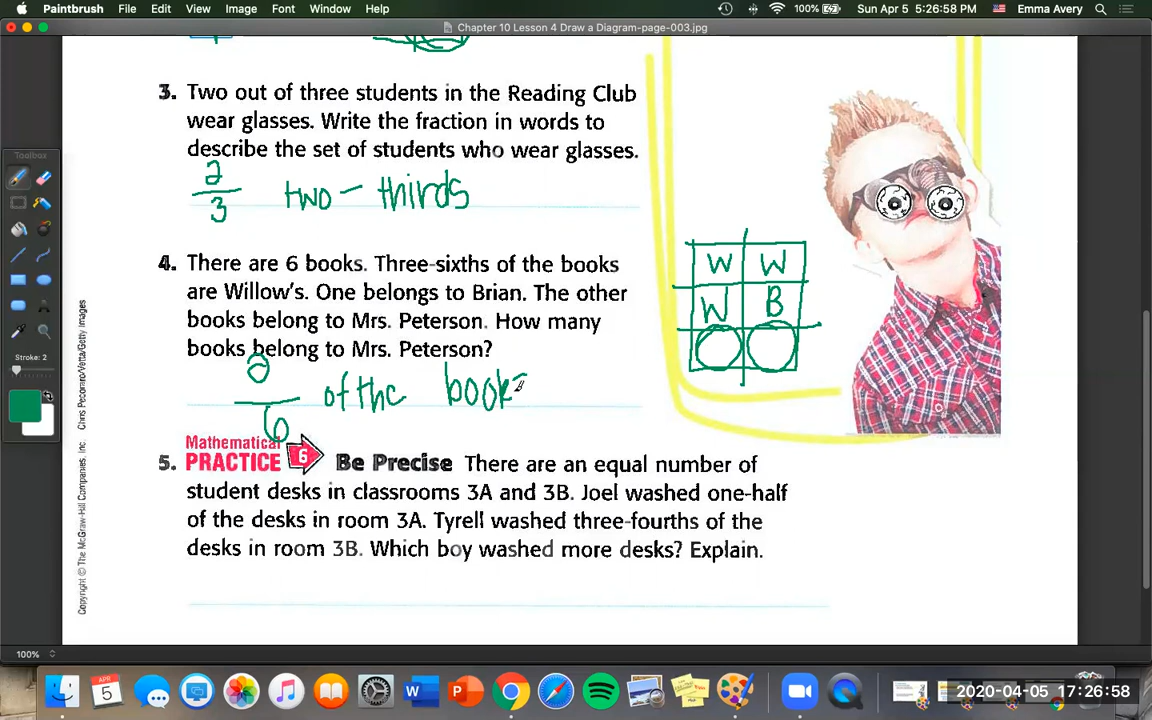 Paintbrush File Edit View Image Font Window Help 100% Sun Apr 5 5:26:58 PM Emma Avery
Chapter 10 Lesson 4 Draw a Diagram-page-003.jpg
Toolbox
Stroke: 2
3. Two out of three students in the Reading Club
wear glasses. Write the fraction in words to
describe the set of students who wear glasses.
2
3
two - thirds
4. There are 6 books. Three-sixths of the books
are Willow's. One belongs to Brian. The other
books belong to Mrs. Peterson. How many
books belong to Mrs. Peterson?
2
6
of the books
W W
W B
Mathematical
5. PRACTICE 6 Be Precise There are an equal number of
student desks in classrooms 3A and 3B. Joel washed one-half
of the desks in room 3A. Tyrell washed three-fourths of the
desks in room 3B. Which boy washed more desks? Explain.
Copyright © The McGraw-Hill Companies, Inc. Chris Pecoraro/Vetta/Getty Images
100%
APR
5
W P
2020-04-05 17:26:58